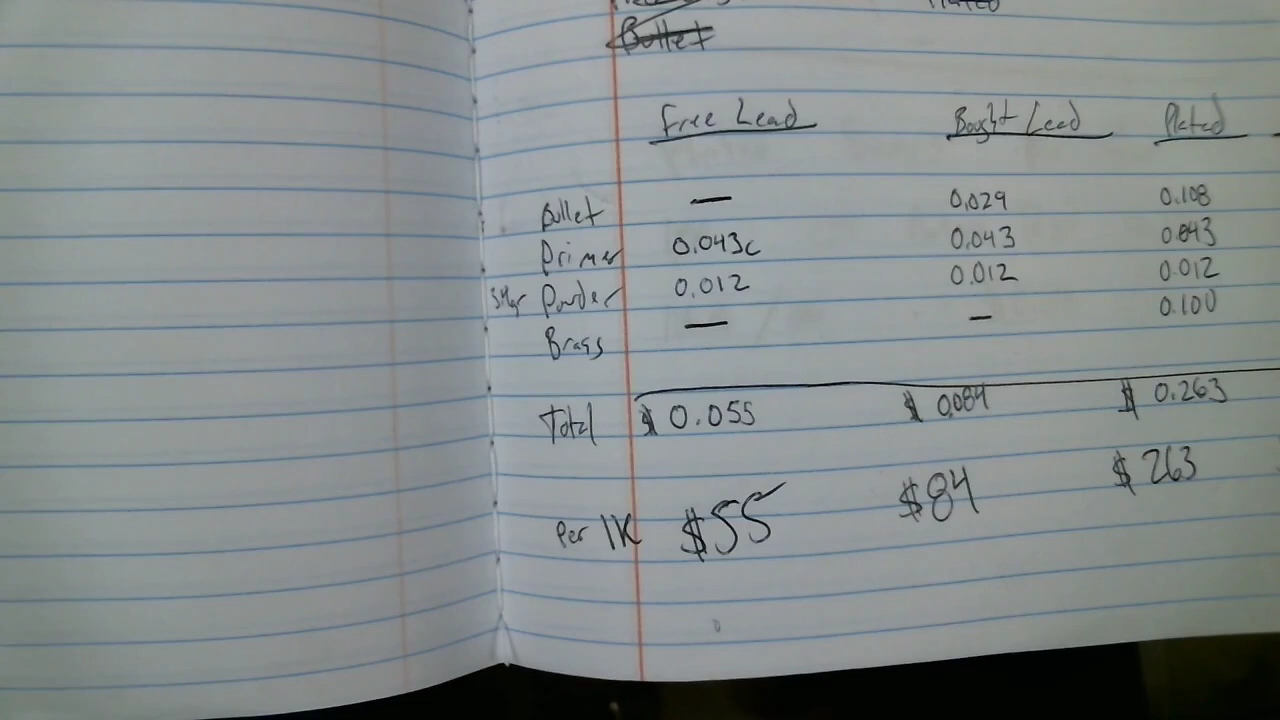 Bullet
Free Lead Bought Lead Plated
Bullet — 0.029 0.108
Primer 0.043c 0.043 0.043
Powder 0.012 0.012 0.012
Brass — — 0.100
Total $ 0.055 $ 0.084 $ 0.263
Per 1K $55 $84 $263